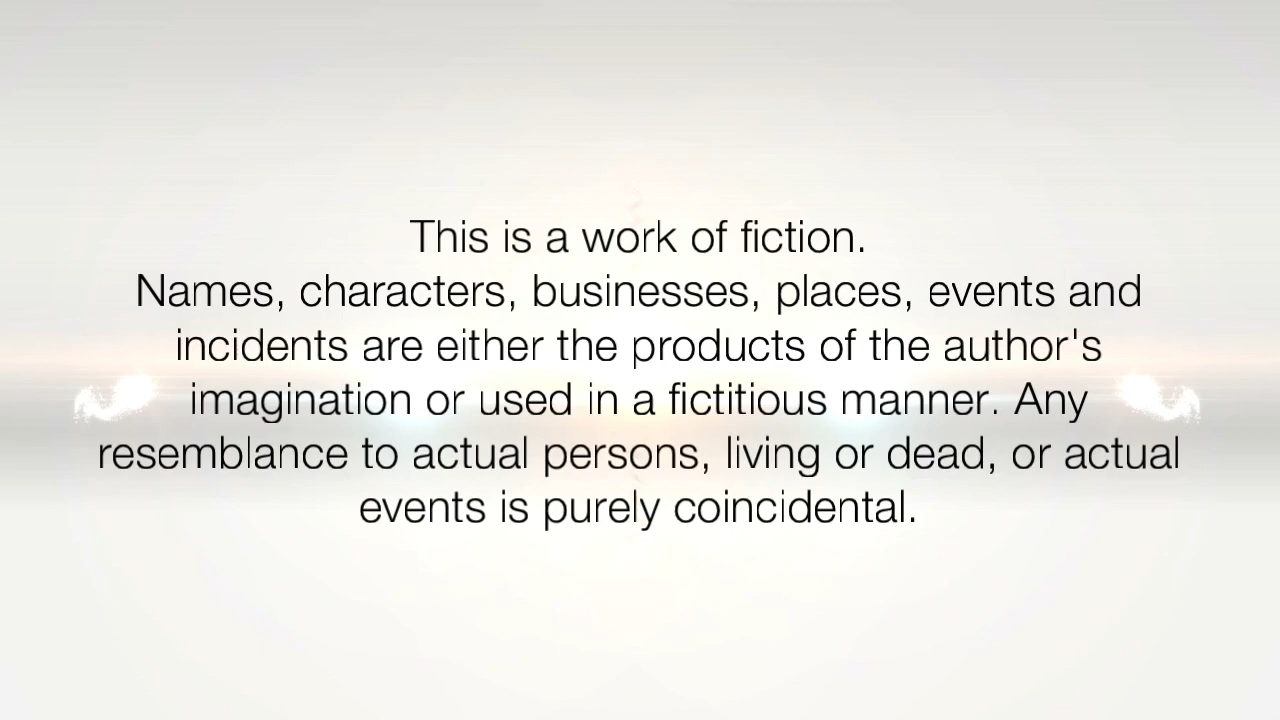 This is a work of fiction.
Names, characters, businesses, places, events and
incidents are either the products of the author's
imagination or used in a fictitious manner. Any
resemblance to actual persons, living or dead, or actual
events is purely coincidental.